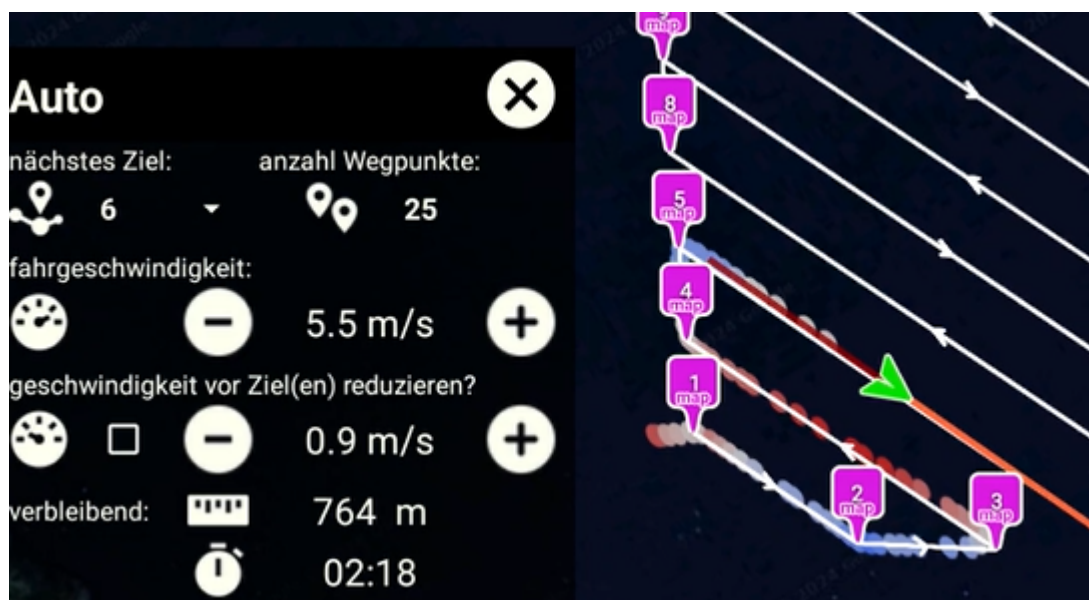 Auto
nächstes Ziel: anzahl Wegpunkte:
6 25
fahrgeschwindigkeit:
5.5 m/s
geschwindigkeit vor Ziel(en) reduzieren?
0.9 m/s
verbleibend: 764 m
02:18
map
8
map
5
map
4
map
1
map
2
map
3
map